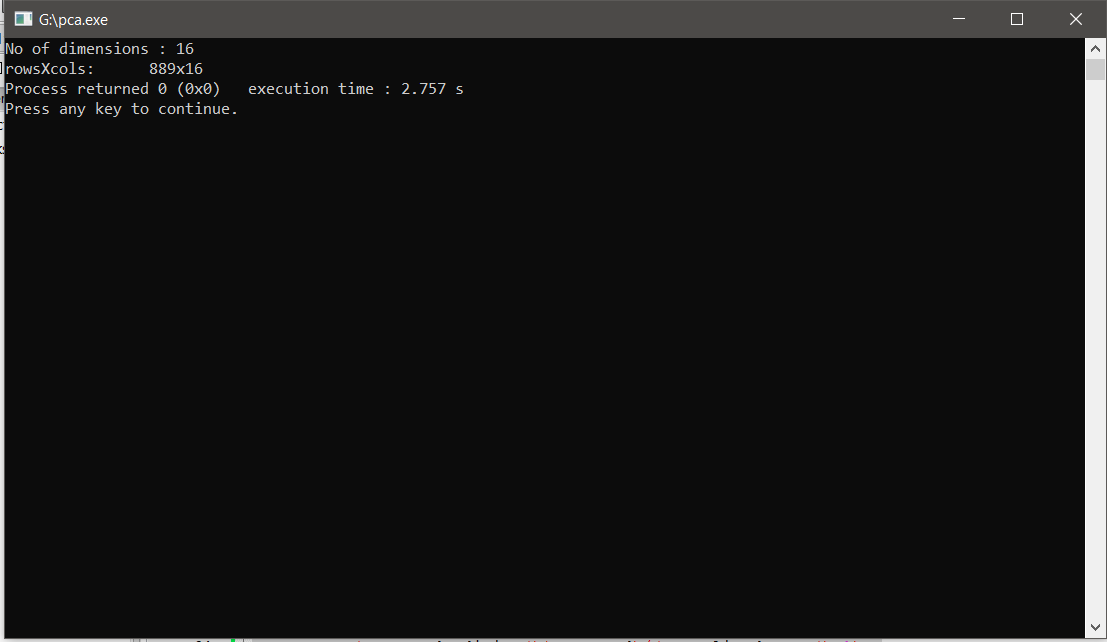 G:\pca.exe
No of dimensions : 16
rowsXcols:      889x16
Process returned 0 (0x0)   execution time : 2.757 s
Press any key to continue.